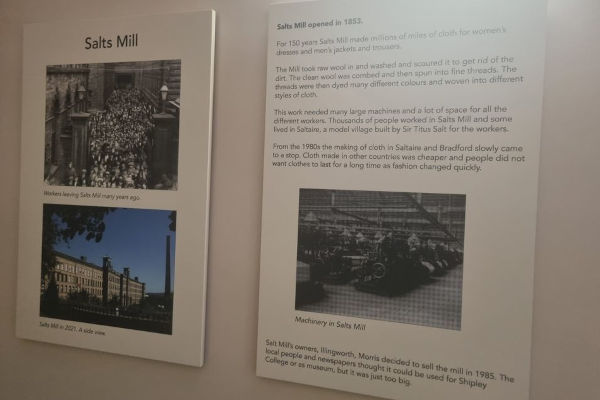 Salts Mill
Workers leaving Salts Mill many years ago.
Salts Mill in 2021. A side view
Salts Mill opened in 1853.
For 150 years Salts Mill made millions of miles of cloth for women's
dresses and men's jackets and trousers.
The Mill took raw wool in and washed and scoured it to get rid of the
dirt. The clean wool was combed and then spun into fine threads. The
threads were then dyed many different colours and woven into different
styles of cloth.
This work needed many large machines and a lot of space for all the
different workers. Thousands of people worked in Salts Mill and some
lived in Saltaire, a model village built by Sir Titus Salt for the workers.
From the 1980s the making of cloth in Saltaire and Bradford slowly came
to a stop. Cloth made in other countries was cheaper and people did not
want clothes to last for a long time as fashion changed quickly.
Machinery in Salts Mill
Salt Mill's owners, Illingworth, Morris decided to sell the mill in 1985. The
local people and newspapers thought it could be used for Shipley
College or as museum, but it was just too big.